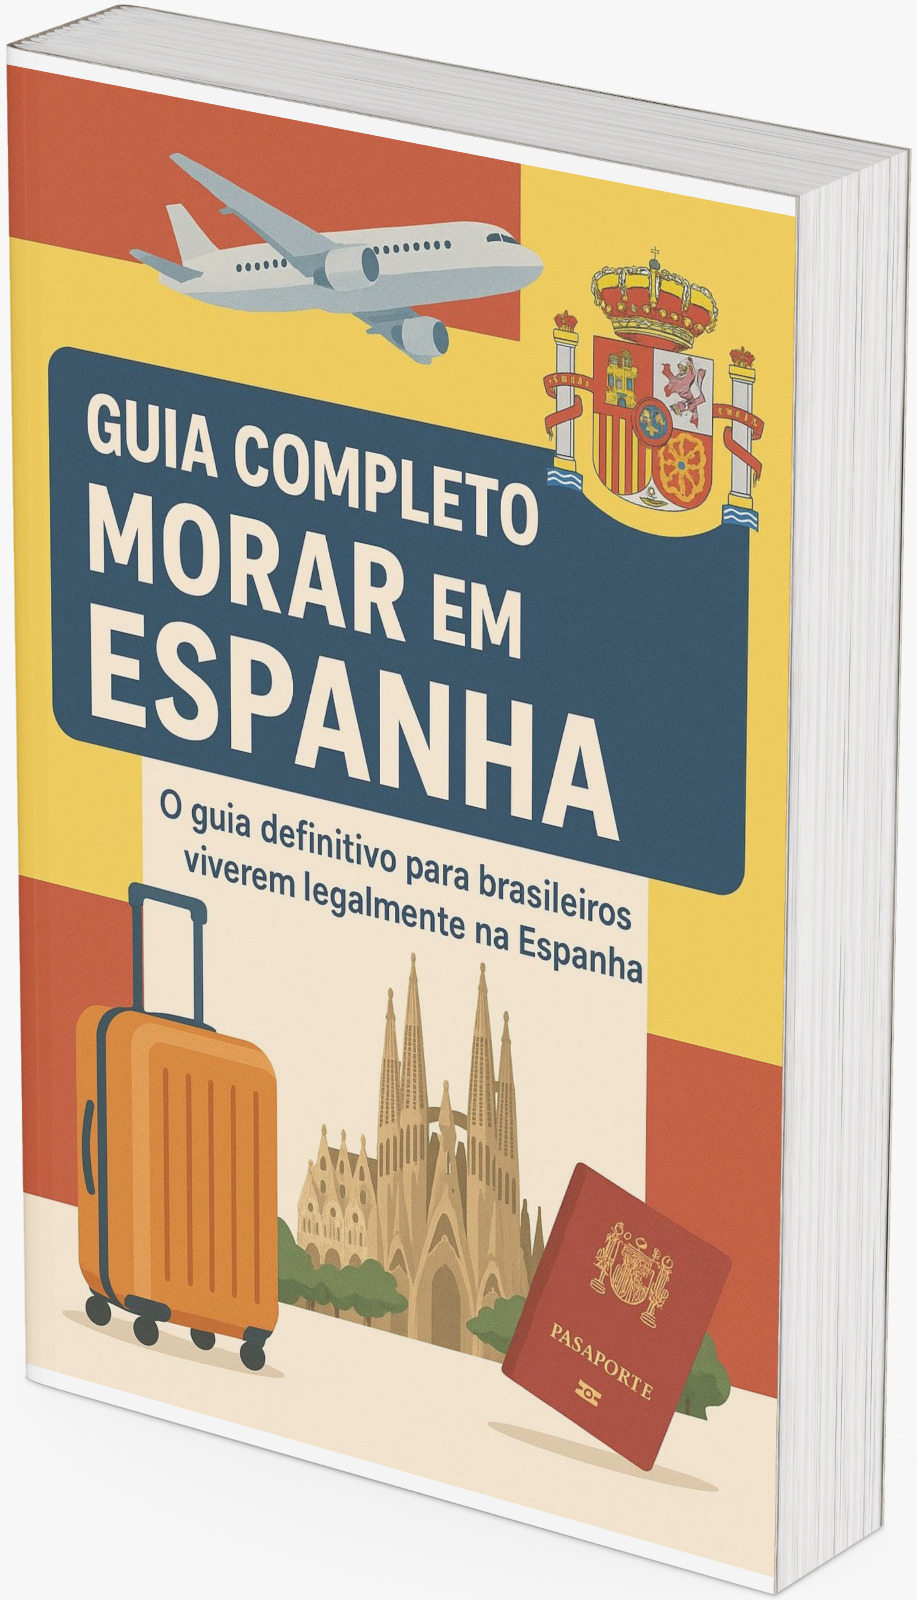 GUIA COMPLETO
MORAR EM
ESPANHA
O guia definitivo para brasileiros
viverem legalmente na Espanha
PASAPORTE